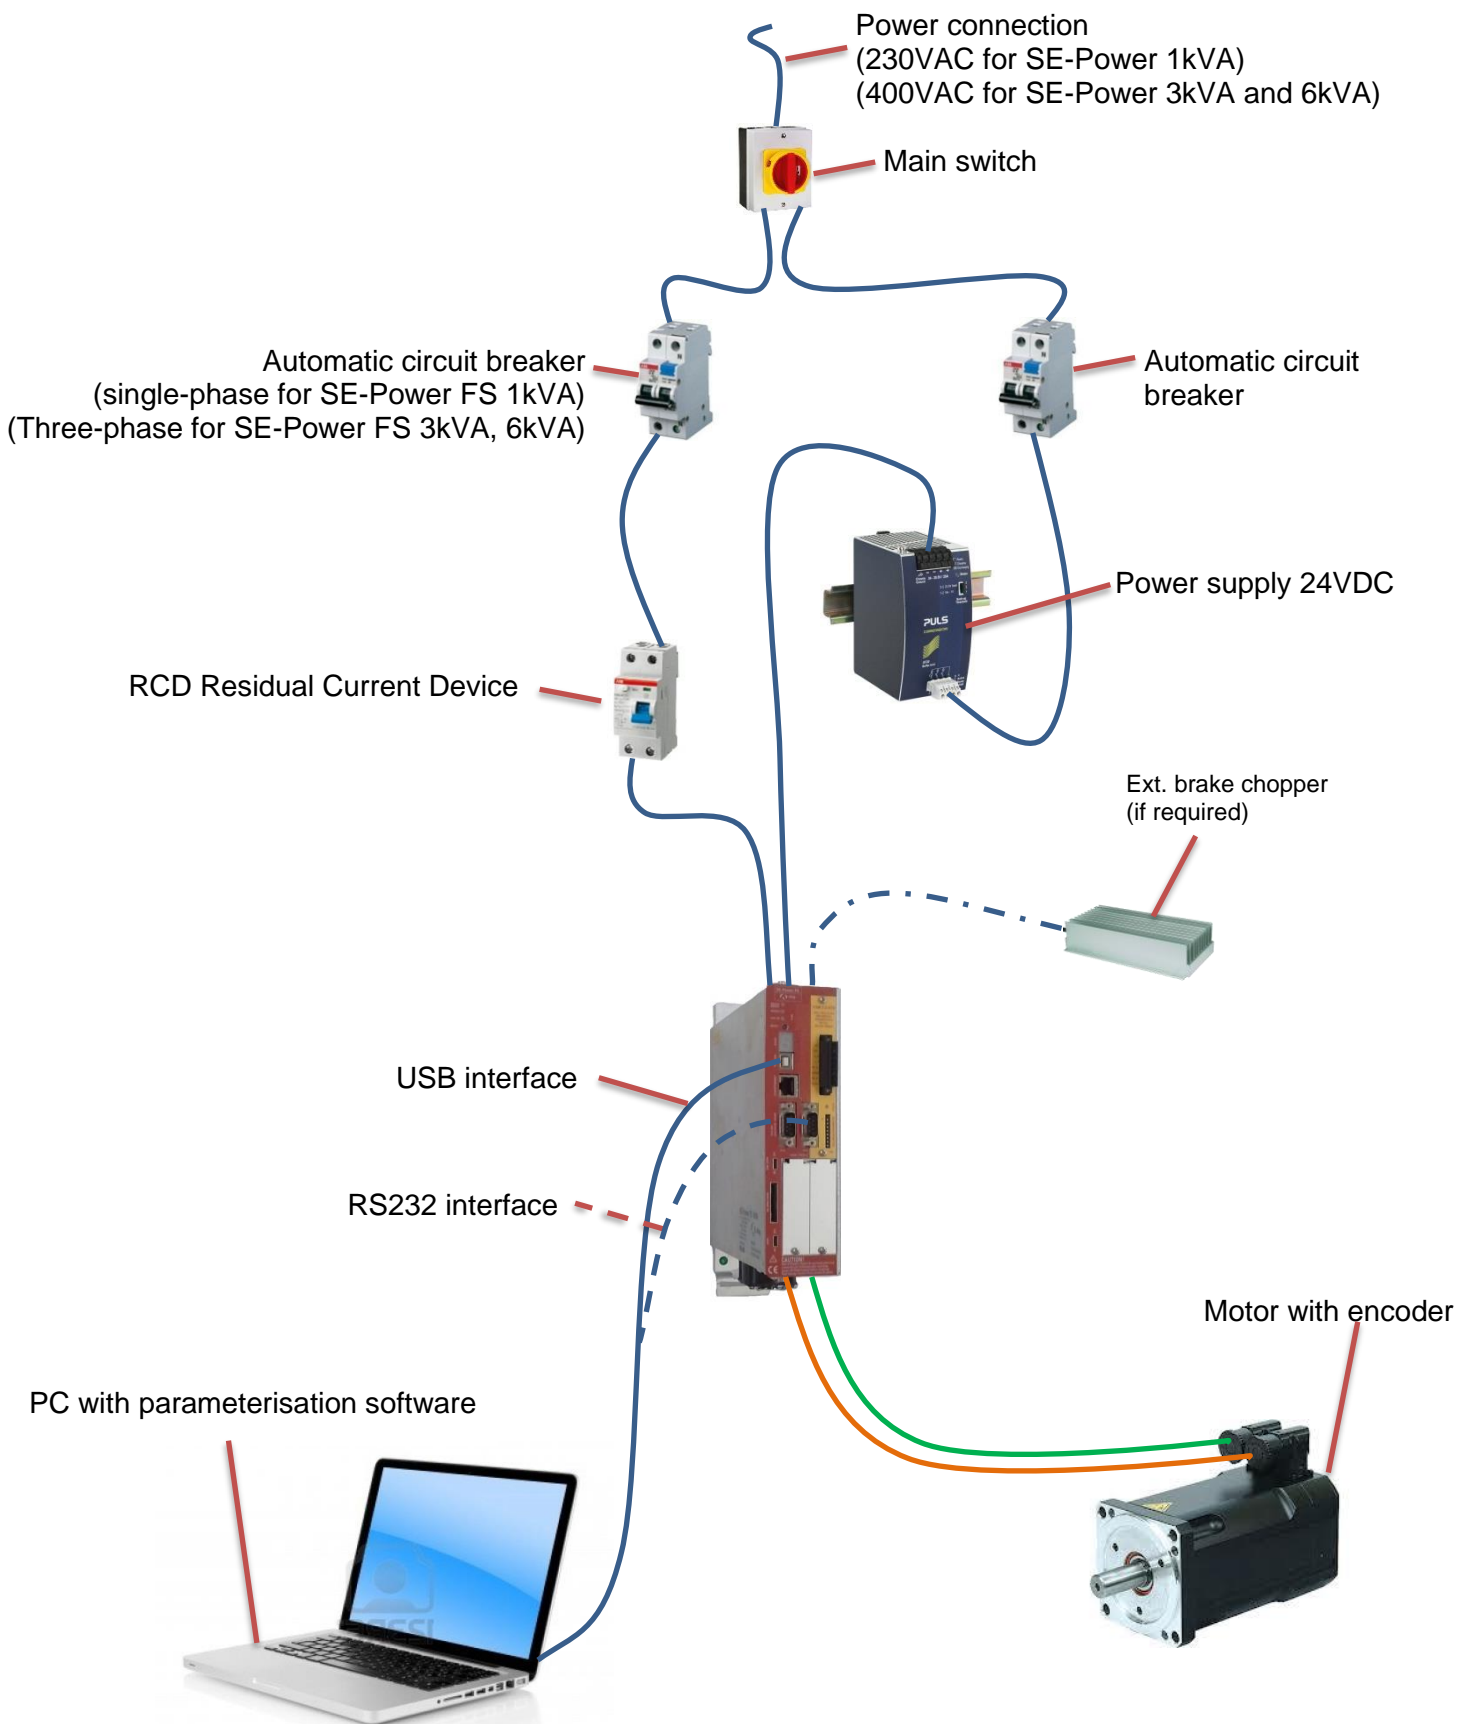 Power connection
(230VAC for SE-Power 1kVA)
(400VAC for SE-Power 3kVA and 6kVA)
Main switch
Automatic circuit breaker
(single-phase for SE-Power FS 1kVA)
(Three-phase for SE-Power FS 3kVA, 6kVA)
Automatic circuit
breaker
Power supply 24VDC
PULS
RCD Residual Current Device
Ext. brake chopper
(if required)
USB interface
RS232 interface
CAUTION
Motor with encoder
PC with parameterisation software